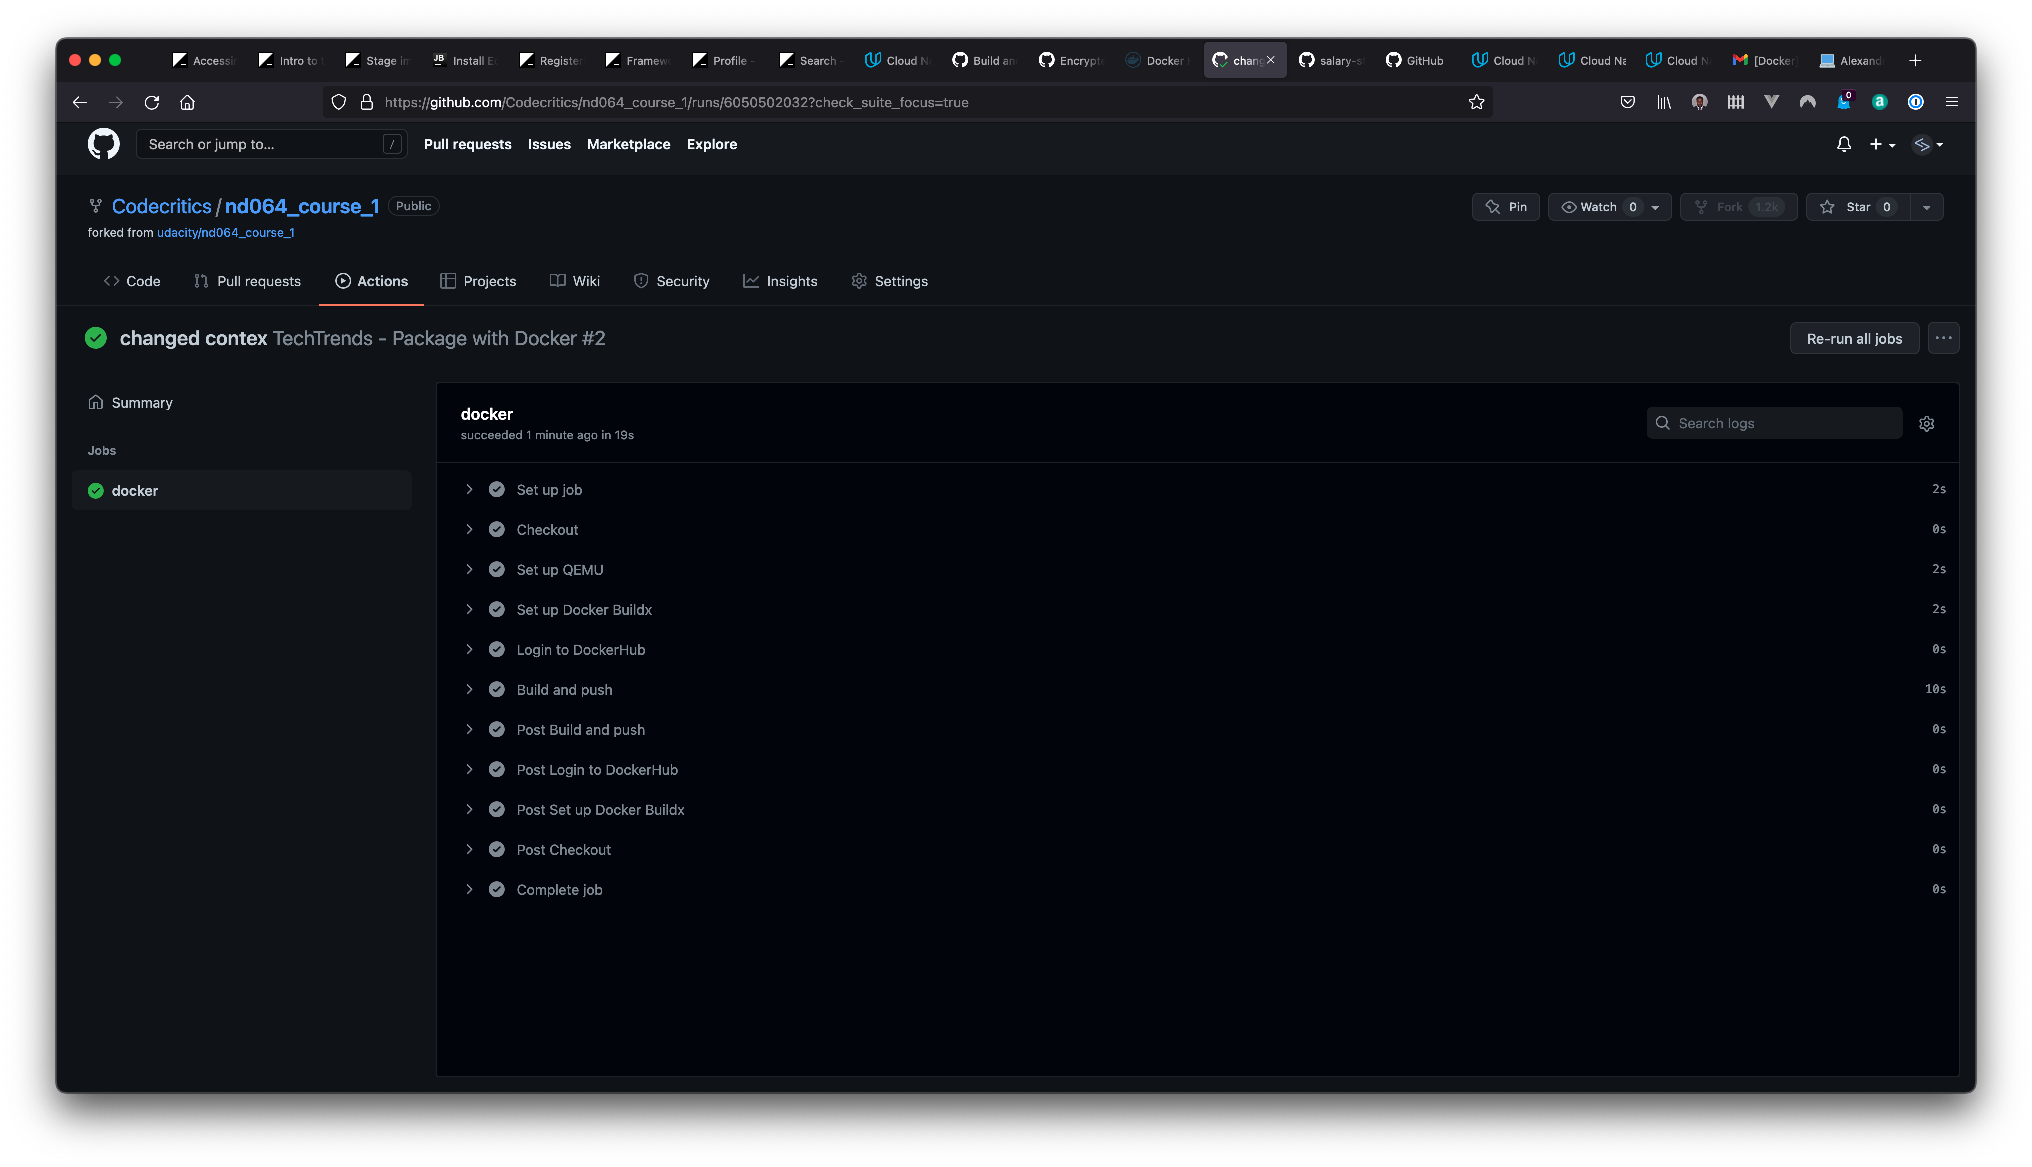 Accessi Intro to Stage im JB Install Ec Register Framew Profile - Search - Cloud N Build an Encrypt Docker chang salary-s GitHub Cloud N Cloud Na Cloud N [Docker] Alexand
https://github.com/Codecritics/nd064_course_1/runs/6050502032?check_suite_focus=true 0 a
Search or jump to... / Pull requests Issues Marketplace Explore
Codecritics / nd064_course_1 Public Pin Watch 0 Fork 1.2k Star 0
forked from udacity/nd064_course_1
Code Pull requests Actions Projects Wiki Security Insights Settings
changed contex TechTrends - Package with Docker #2 Re-run all jobs ...
Summary
Jobs
docker
docker
succeeded 1 minute ago in 19s
Search logs
Set up job 2s
Checkout 0s
Set up QEMU 2s
Set up Docker Buildx 2s
Login to DockerHub 0s
Build and push 10s
Post Build and push 0s
Post Login to DockerHub 0s
Post Set up Docker Buildx 0s
Post Checkout 0s
Complete job 0s